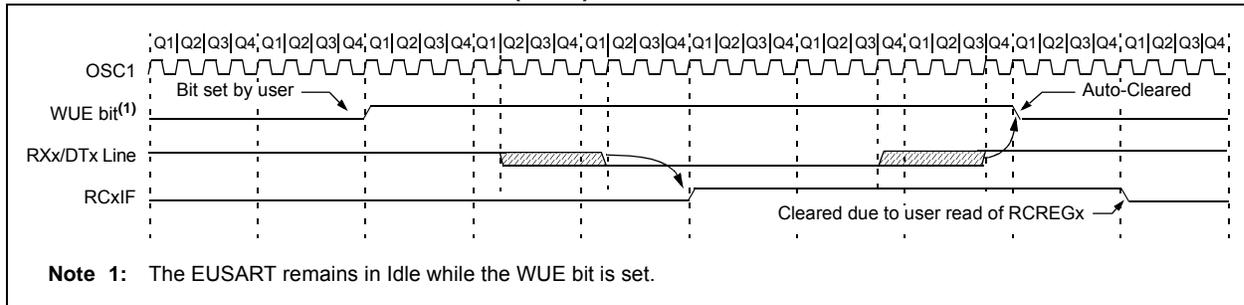 Q1 Q2 Q3 Q4 Q1 Q2 Q3 Q4 Q1 Q2 Q3 Q4 Q1 Q2 Q3 Q4 Q1 Q2 Q3 Q4 Q1 Q2 Q3 Q4 Q1 Q2 Q3 Q4 Q1 Q2 Q3 Q4 Q1 Q2 Q3 Q4 Q1 Q2 Q3 Q4
OSC1
Bit set by user Auto-Cleared
WUE bit(1)
RXx/DTx Line
RCxIF
Cleared due to user read of RCREGx
Note 1: The EUSART remains in Idle while the WUE bit is set.